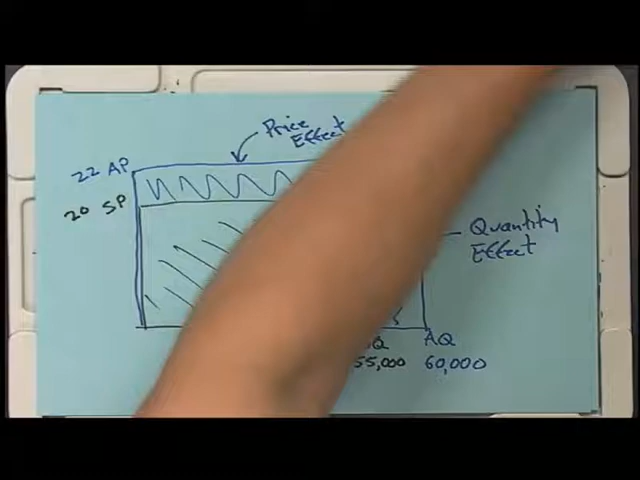 Price
Effect
22 AP
20 SP
Quantity
Effect
AQ
55,000 60,000